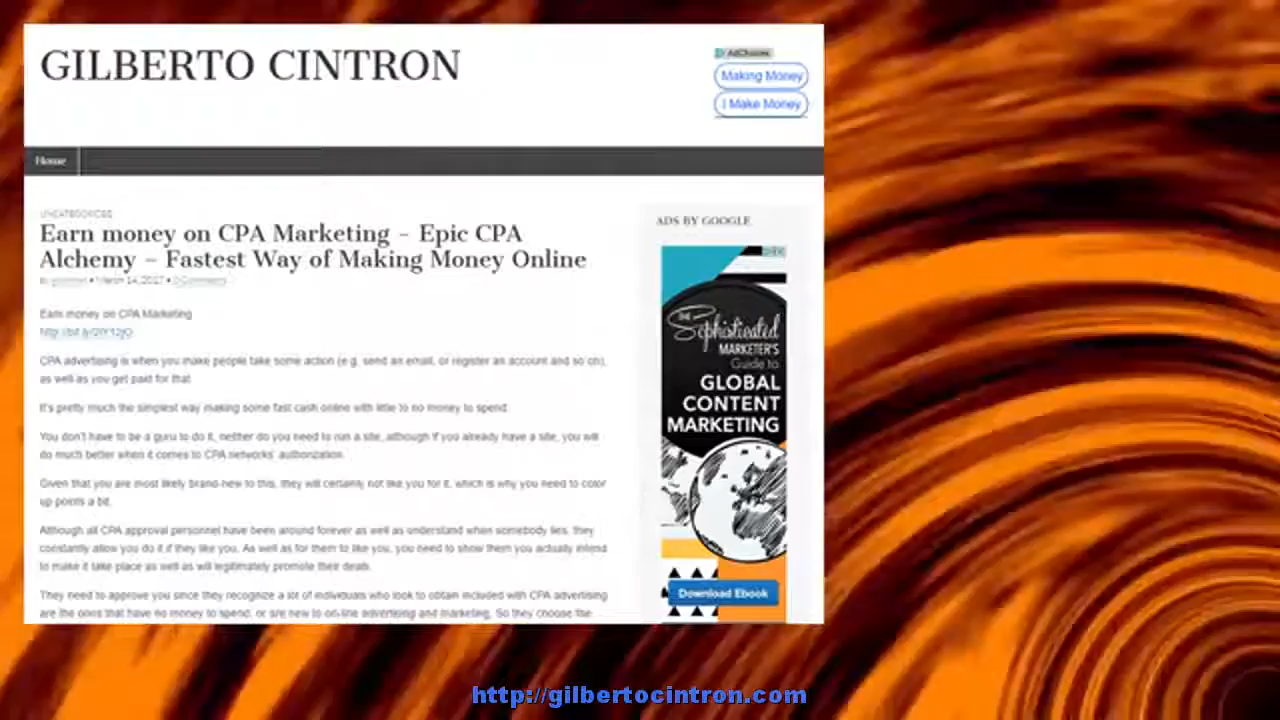 GILBERTO CINTRON
AdChoices
Making Money
I Make Money
Home
UNCATEGORIZED
Earn money on CPA Marketing – Epic CPA
Alchemy – Fastest Way of Making Money Online
by • March 14, 2017 • 0 Comments
Earn money on CPA Marketing
CPA advertising is when you make people take some action (e.g. send an email, or register an account and so on),
as well as you get paid for that.
It's pretty much the simplest way making some fast cash online with little to no money to spend.
You don't have to be a guru to do it, neither do you need to run a site, although if you already have a site, you will
do much better when it comes to CPA networks' authorization.
Given that you are most likely brand-new to this, they will certainly not like you for it, which is why you need to color
up points a bit.
Although all CPA approval personnel have been around forever as well as understand when somebody lies, they
constantly allow you do it if they like you. As well as for them to like you, you need to show them you actually intend
to make it take place as well as will legitimately promote their deals.
They need to approve you since they recognize a lot of individuals who look to obtain included with CPA advertising
are the ones that have no money to spend, or are new to on-line advertising and marketing. So they choose the
ADS BY GOOGLE
THE
Sophisticated
MARKETER'S
Guide to
GLOBAL
CONTENT
MARKETING
Download Ebook
http://gilbertocintron.com